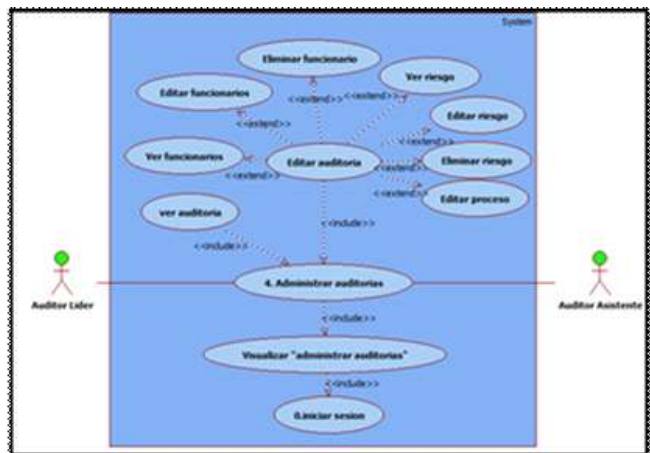 System
Eliminar funcionario
Ver riesgo
Editar funcionarios
<<extend>>
<<extend>>
Editar riesgo
<<extend>>
<<extend>>
Ver funcionarios
Editar auditoria
Eliminar riesgo
<<extend>>
<<extend>>
<<extend>>
Editar proceso
ver auditoria
<<include>>
<<include>>
4. Administrar auditorias
Auditor Lider
Auditor Asistente
<<include>>
Visualizar "administrar auditorias"
<<include>>
0.iniciar sesion